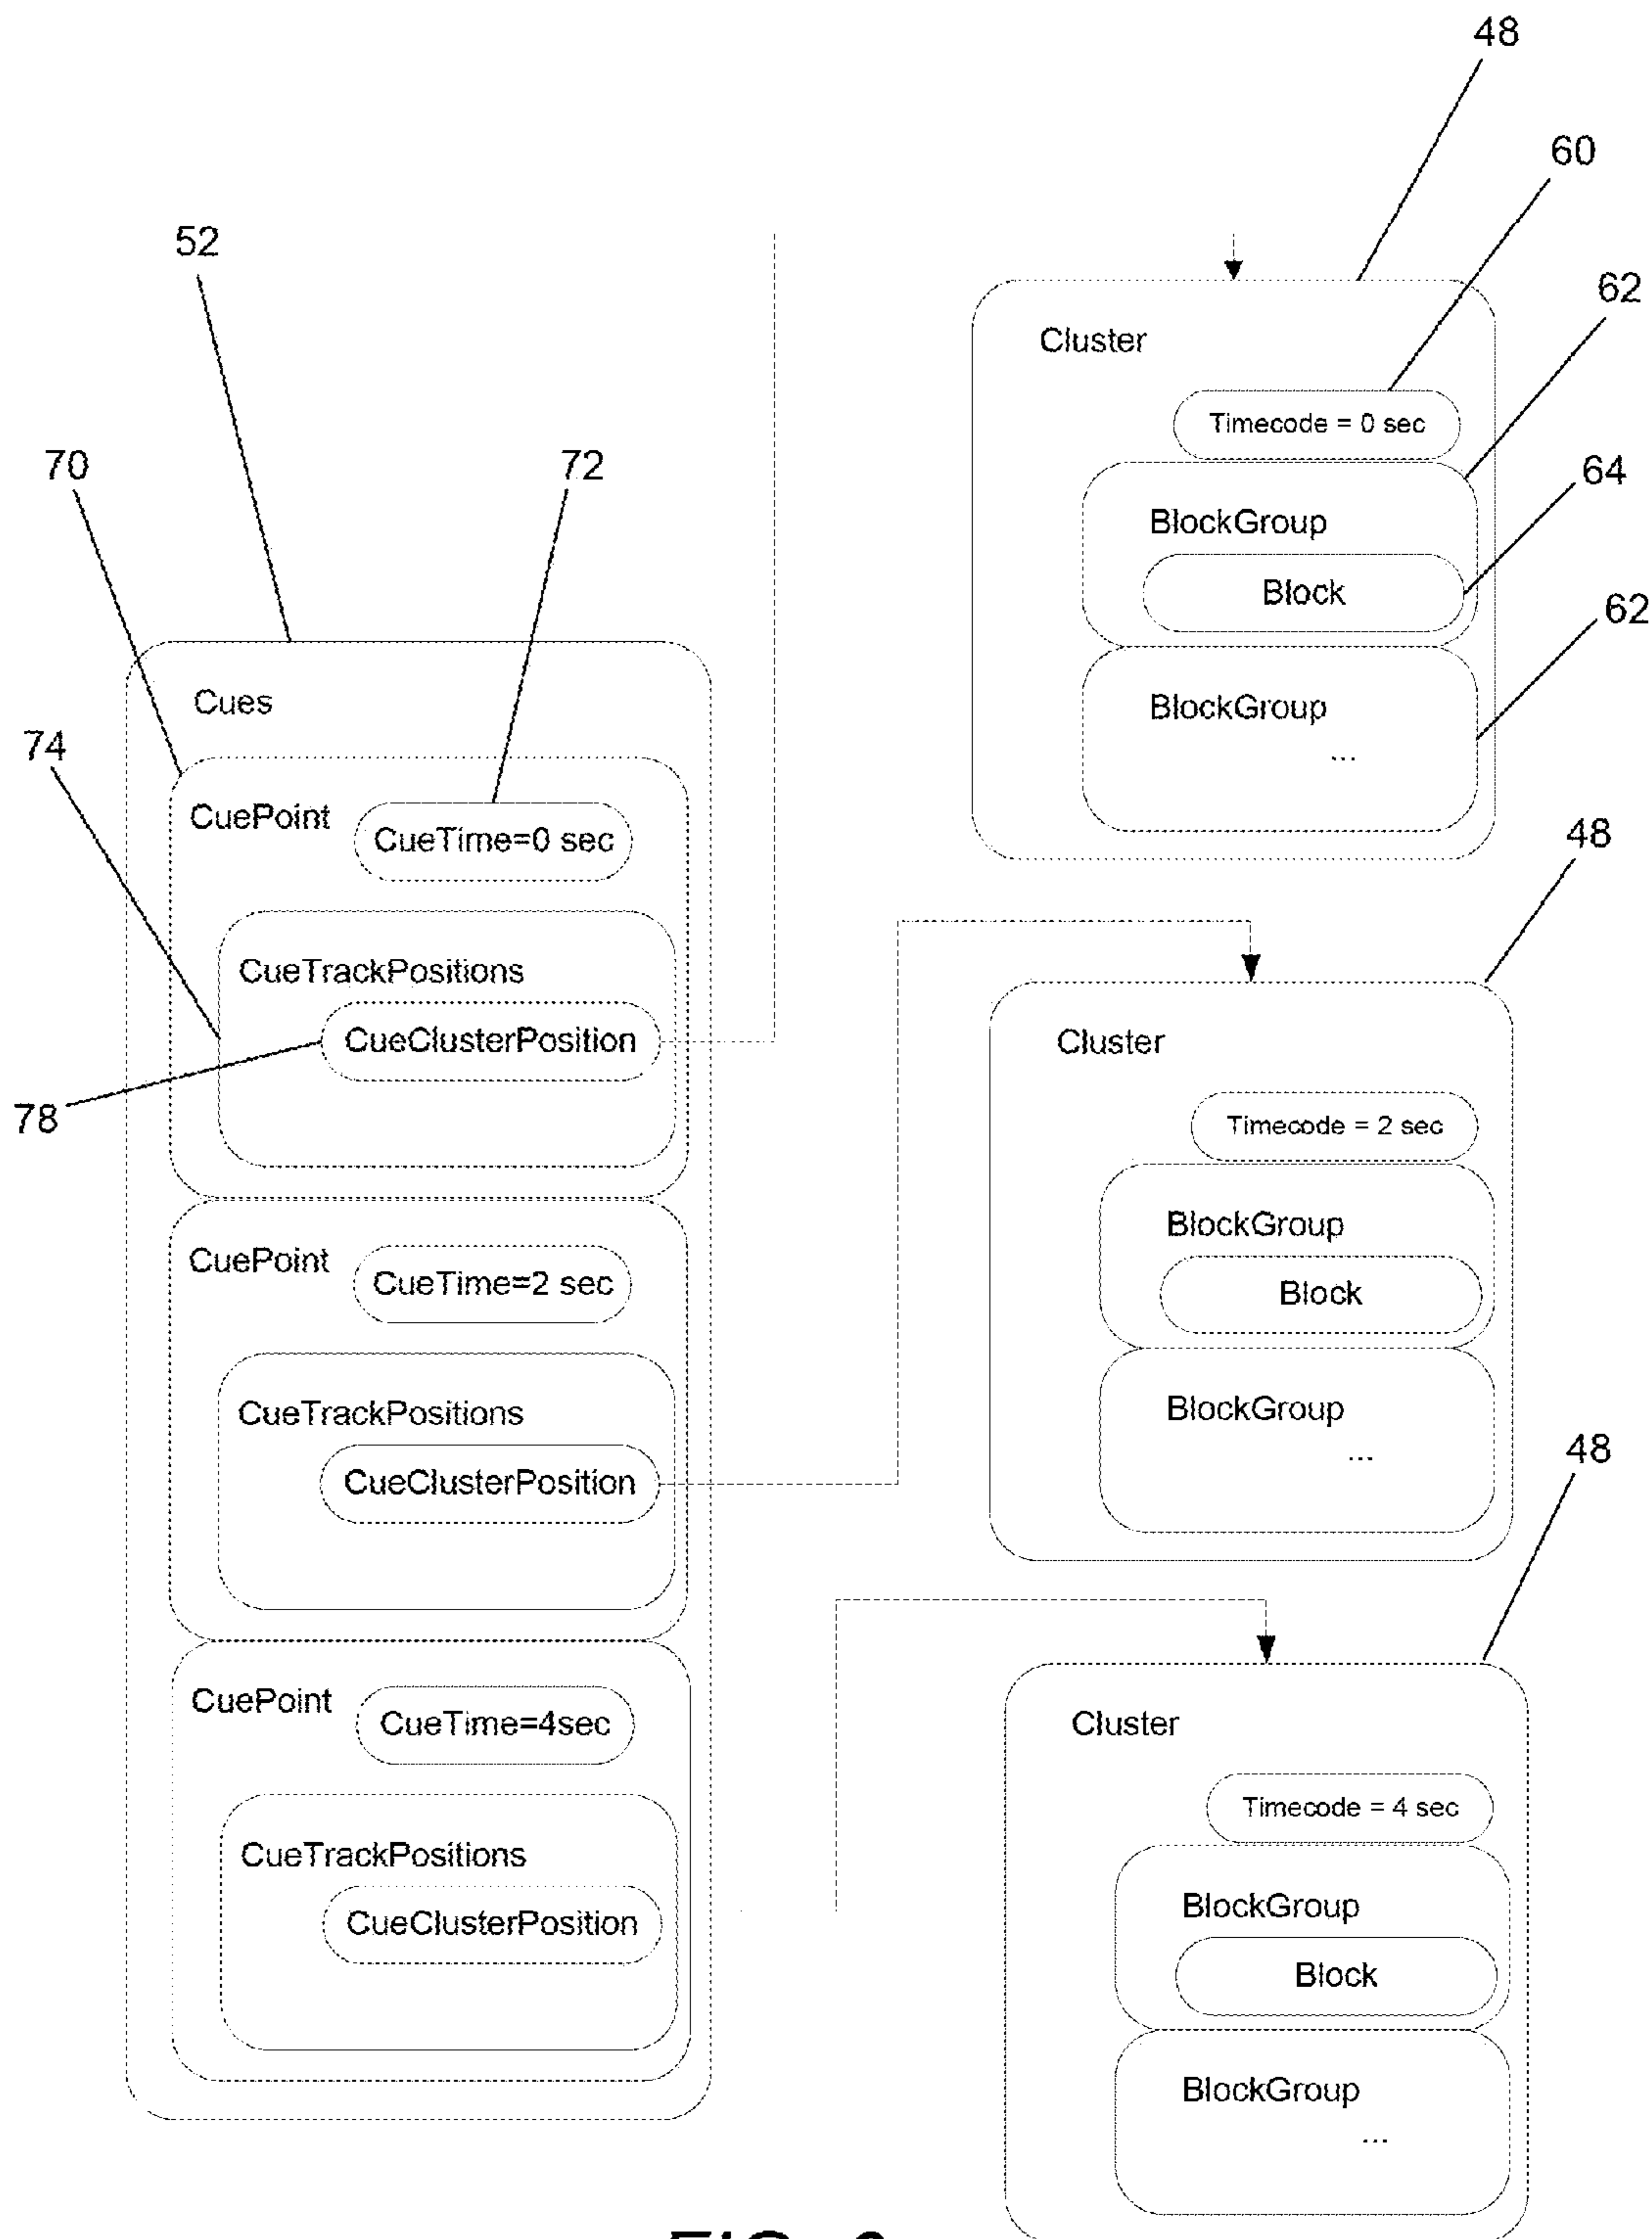 48
60
52
62
Cluster
Timecode = 0 sec
70
72
64
BlockGroup
Block
62
Cues
BlockGroup
...
74
CuePoint
CueTime=0 sec
48
CueTrackPositions
CueClusterPosition
Cluster
78
Timecode = 2 sec
BlockGroup
CuePoint
CueTime=2 sec
Block
CueTrackPositions
BlockGroup
...
48
CueClusterPosition
CuePoint
CueTime=4sec
Cluster
Timecode = 4 sec
CueTrackPositions
BlockGroup
CueClusterPosition
Block
BlockGroup
...